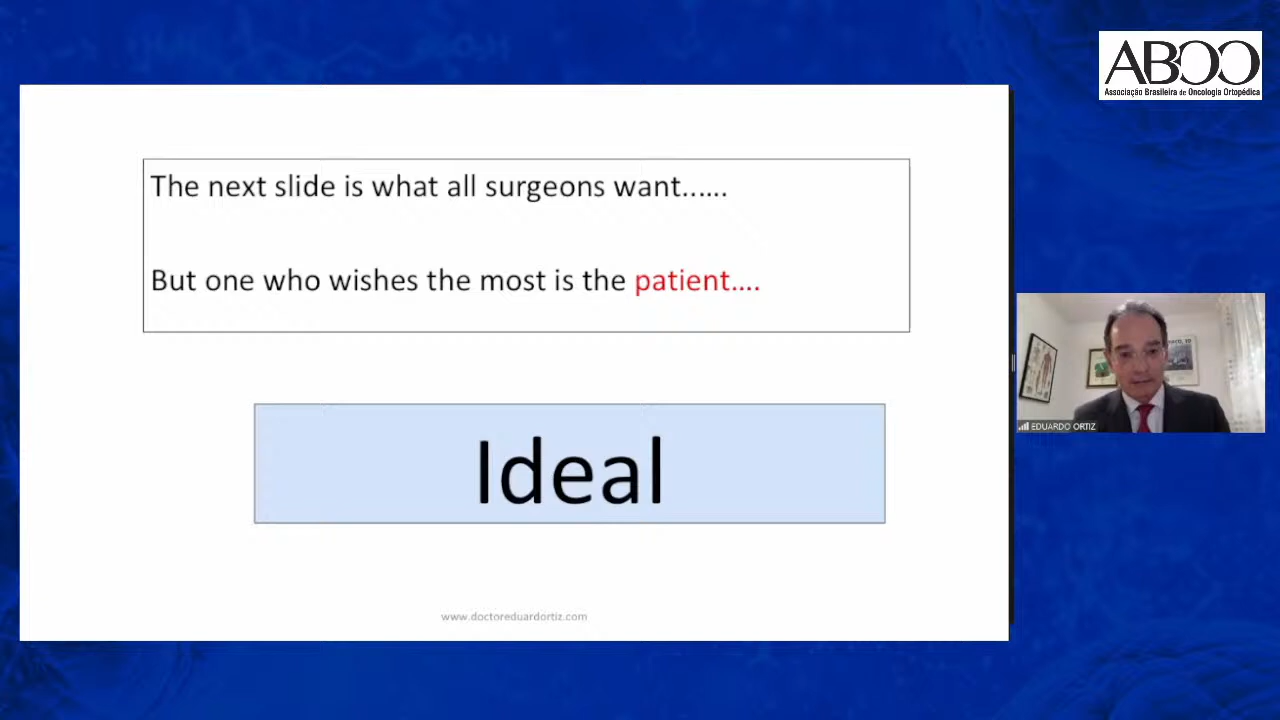 ABOO
Associação Brasileira de Oncologia Ortopédica
The next slide is what all surgeons want......
But one who wishes the most is the patient....
Ideal
EDUARDO ORTIZ
www.doctoreduardortiz.com